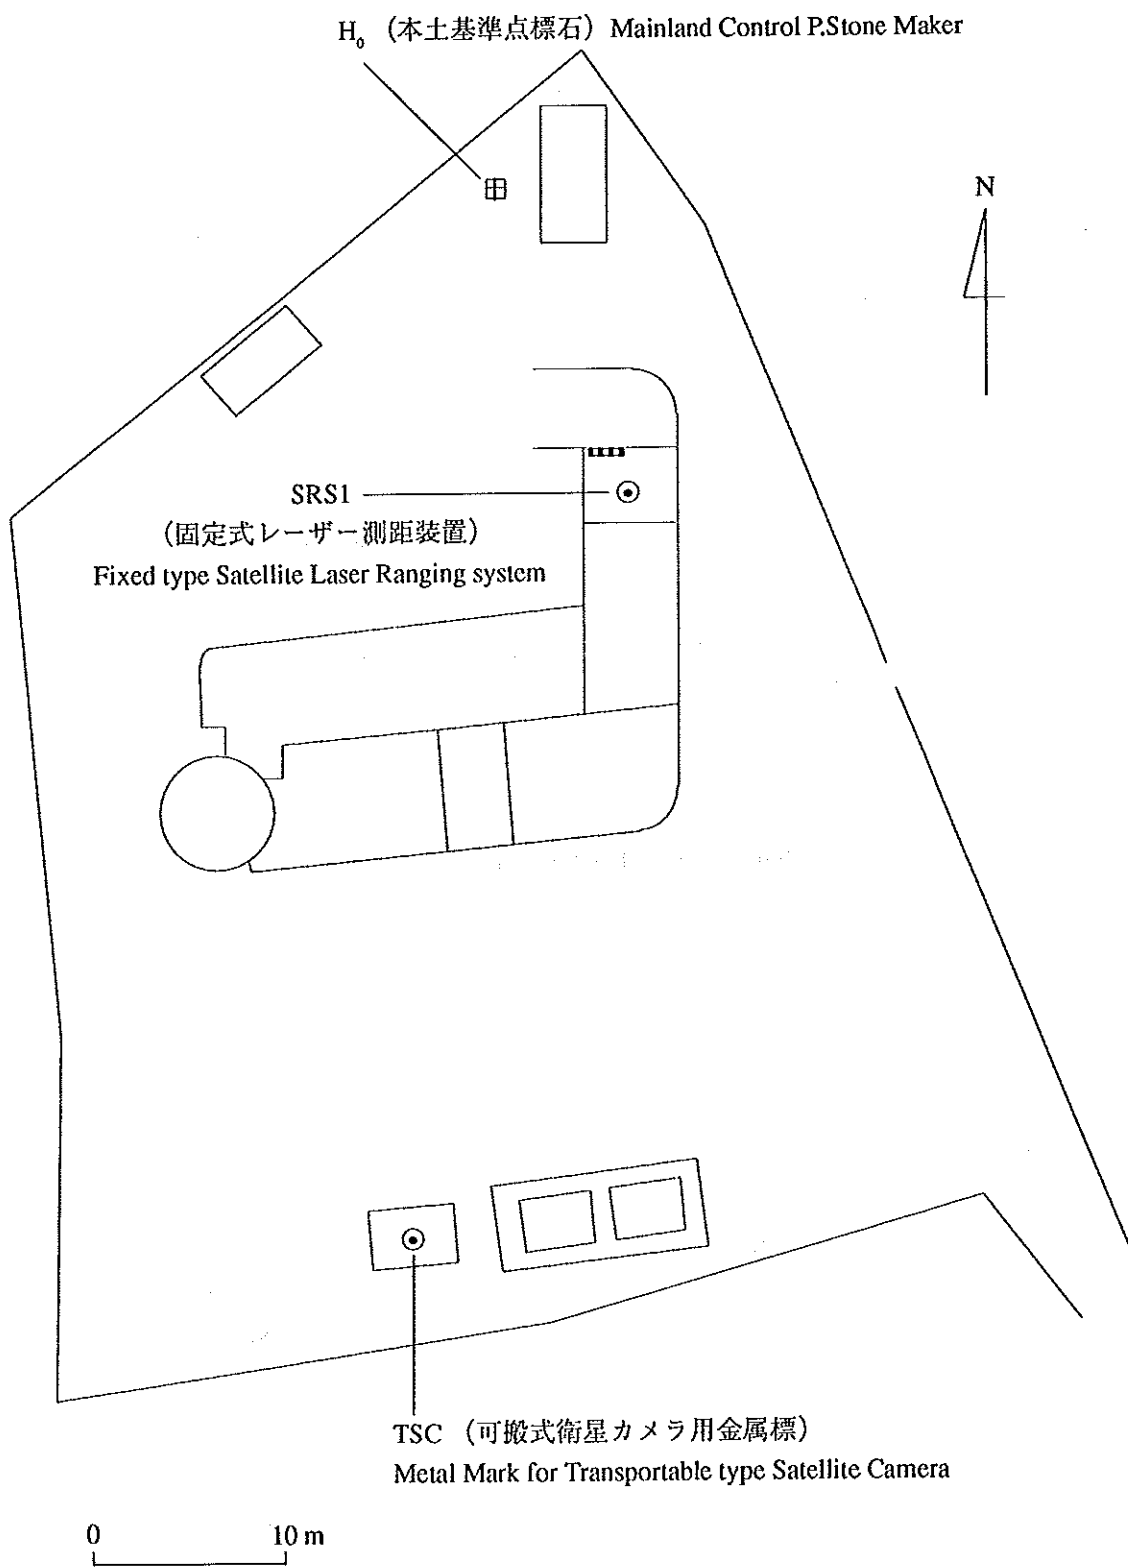 H₀ (本土基準点標石) Mainland Control P.Stone Maker
N
SRS1
(固定式レーザー測距装置)
Fixed type Satellite Laser Ranging system
TSC (可搬式衛星カメラ用金属標)
Metal Mark for Transportable type Satellite Camera
0 10 m